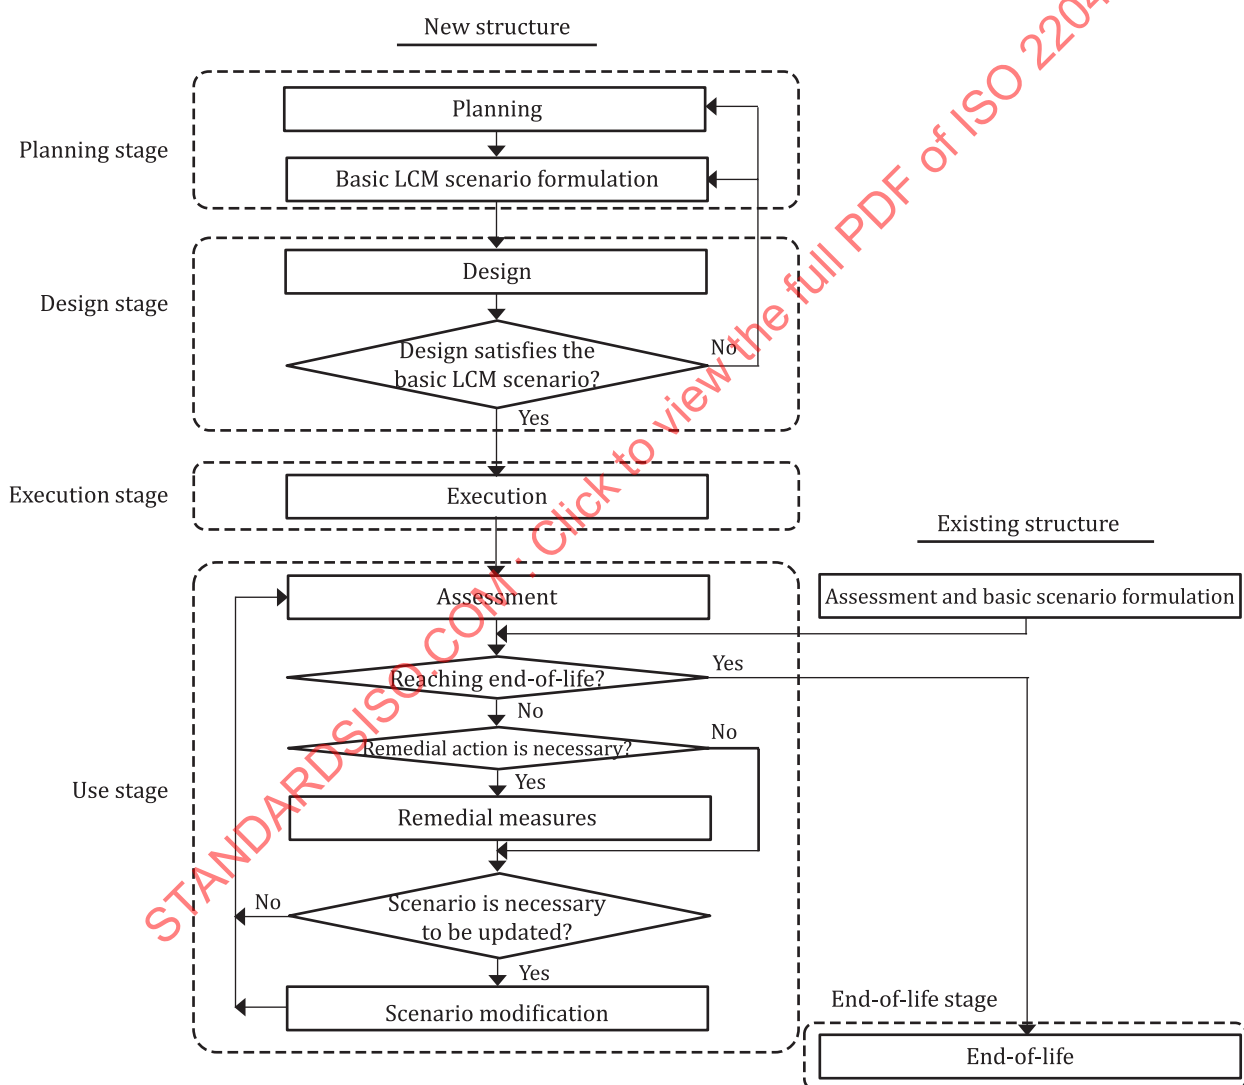 New structure
Planning stage
Planning
Basic LCM scenario formulation
Design stage
Design
Design satisfies the
basic LCM scenario?
No
Yes
Execution stage
Execution
Existing structure
Assessment
Assessment and basic scenario formulation
Reaching end-of-life?
Yes
No
Use stage
Remedial action is necessary?
No
Yes
Remedial measures
Scenario is necessary
to be updated?
No
Yes
Scenario modification
End-of-life stage
End-of-life
STANDARDSISO.COM : Click to view the full PDF of ISO